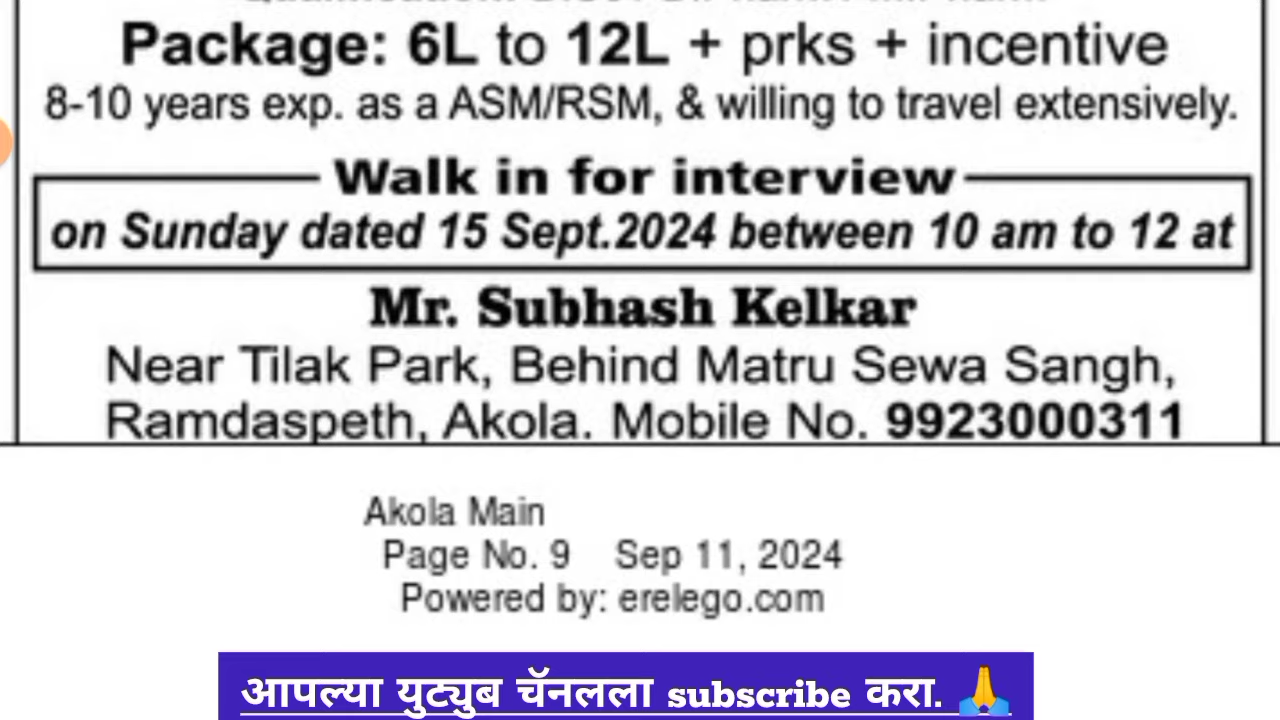 Package: 6L to 12L + prks + incentive
8-10 years exp. as a ASM/RSM, & willing to travel extensively.
Walk in for interview
on Sunday dated 15 Sept.2024 between 10 am to 12 at
Mr. Subhash Kelkar
Near Tilak Park, Behind Matru Sewa Sangh,
Ramdaspeth, Akola. Mobile No. 9923000311
Akola Main
Page No. 9 Sep 11, 2024
Powered by: erelego.com
आपल्या युट्युब चॅनलला subscribe करा. 🙏